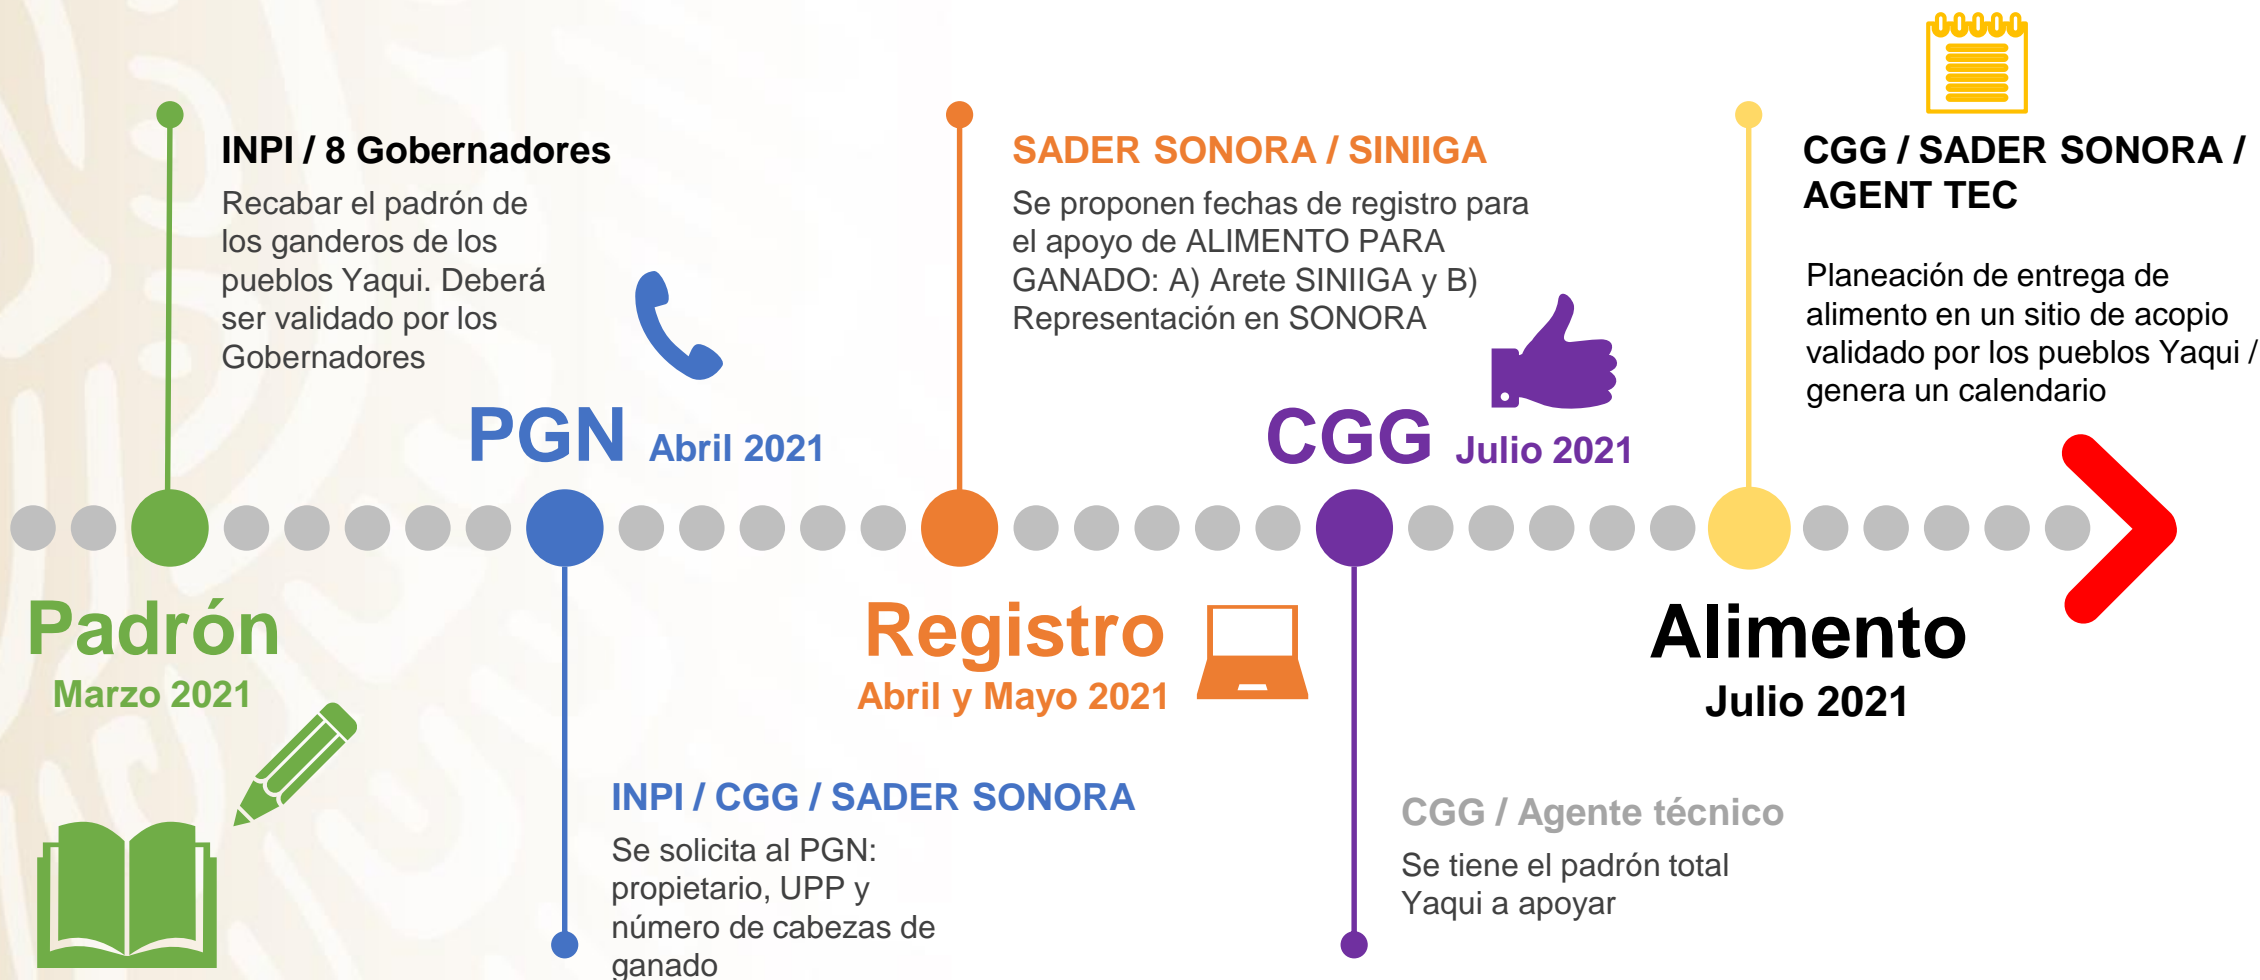 INPI / 8 Gobernadores
Recabar el padrón de
los ganderos de los
pueblos Yaqui. Deberá
ser validado por los
Gobernadores
Padrón
Marzo 2021
PGN Abril 2021
INPI / CGG / SADER SONORA
Se solicita al PGN:
propietario, UPP y
número de cabezas de
ganado
SADER SONORA / SINIIGA
Se proponen fechas de registro para
el apoyo de ALIMENTO PARA
GANADO: A) Arete SINIIGA y B)
Representación en SONORA
Registro
Abril y Mayo 2021
CGG Julio 2021
CGG / Agente técnico
Se tiene el padrón total
Yaqui a apoyar
CGG / SADER SONORA /
AGENT TEC
Planeación de entrega de
alimento en un sitio de acopio
validado por los pueblos Yaqui /
genera un calendario
Alimento
Julio 2021